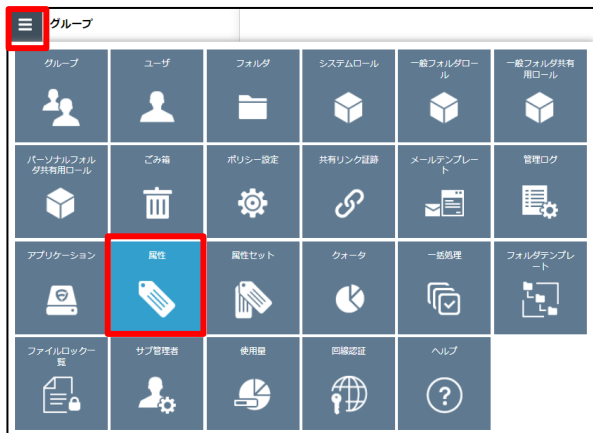 グループ
グループ
ユーザ
フォルダ
システムロール
一般フォルダロー
ル
一般フォルダ共有
用ロール
パーソナルフォル
ダ共有用ロール
ごみ箱
ポリシー設定
共有リンク証跡
メールテンプレー
ト
管理ログ
アプリケーション
属性
属性セット
クォータ
一括処理
フォルダテンプレ
ート
ファイルロック一
覧
サブ管理者
使用量
回線認証
ヘルプ